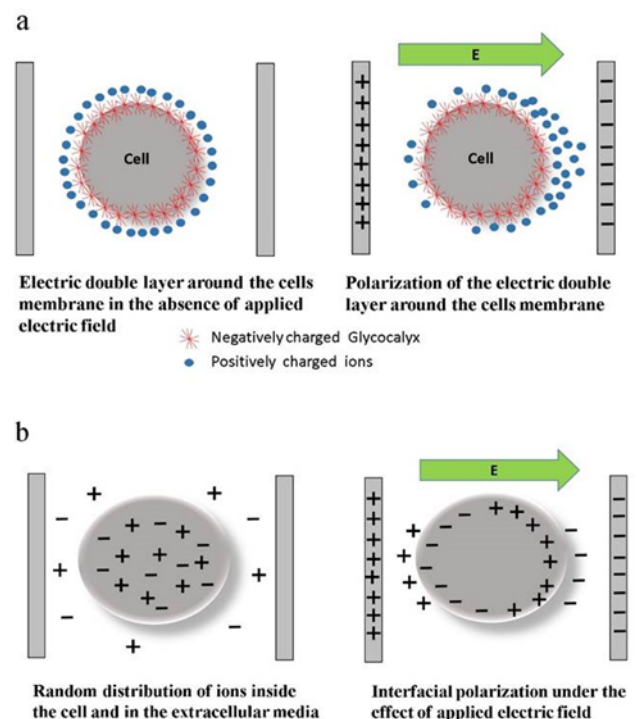 a
E
Cell
Cell
Electric double layer around the cells
membrane in the absence of applied
electric field
Polarization of the electric double
layer around the cells membrane
Negatively charged Glycocalyx
Positively charged ions
b
E
Random distribution of ions inside
the cell and in the extracellular media
Interfacial polarization under the
effect of applied electric field